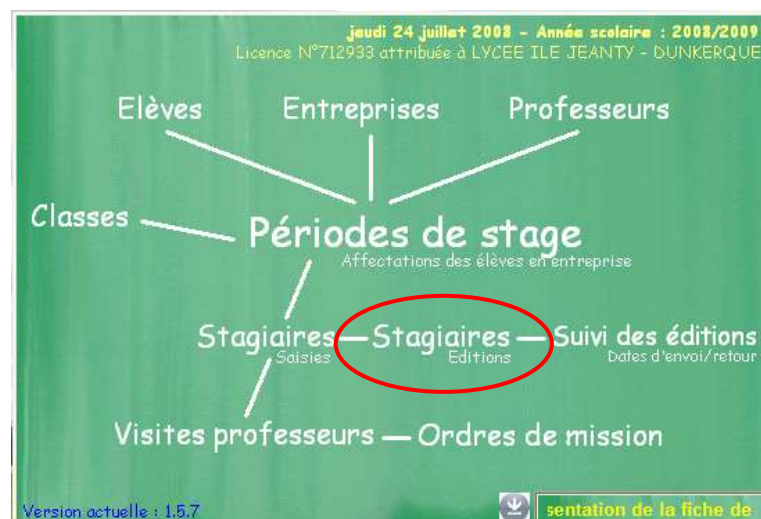 jeudi 24 juillet 2008 - Année scolaire : 2008/2009
Licence N°712933 attribuée à LYCEE ILE JEANTY - DUNKERQUE
Elèves Entreprises Professeurs
Classes
Périodes de stage
Affectations des élèves en entreprise
Stagiaires Stagiaires Suivi des éditions
Saisies Editions Dates d'envoi/retour
Visites professeurs Ordres de mission
Version actuelle : 1.5.7
sentation de la fiche de